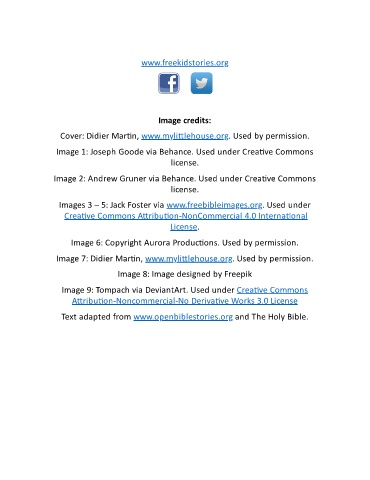 www.freekidstories.org
Image credits:
Cover: Didier Martin, www.mylittlehouse.org. Used by permission.
Image 1: Joseph Goode via Behance. Used under Creative Commons
license.
Image 2: Andrew Gruner via Behance. Used under Creative Commons
license.
Images 3 – 5: Jack Foster via www.freebibleimages.org. Used under
Creative Commons Attribution-NonCommercial 4.0 International
License.
Image 6: Copyright Aurora Productions. Used by permission.
Image 7: Didier Martin, www.mylittlehouse.org. Used by permission.
Image 8: Image designed by Freepik
Image 9: Tompach via DeviantArt. Used under Creative Commons
Attribution-Noncommercial-No Derivative Works 3.0 License
Text adapted from www.openbiblestories.org and The Holy Bible.